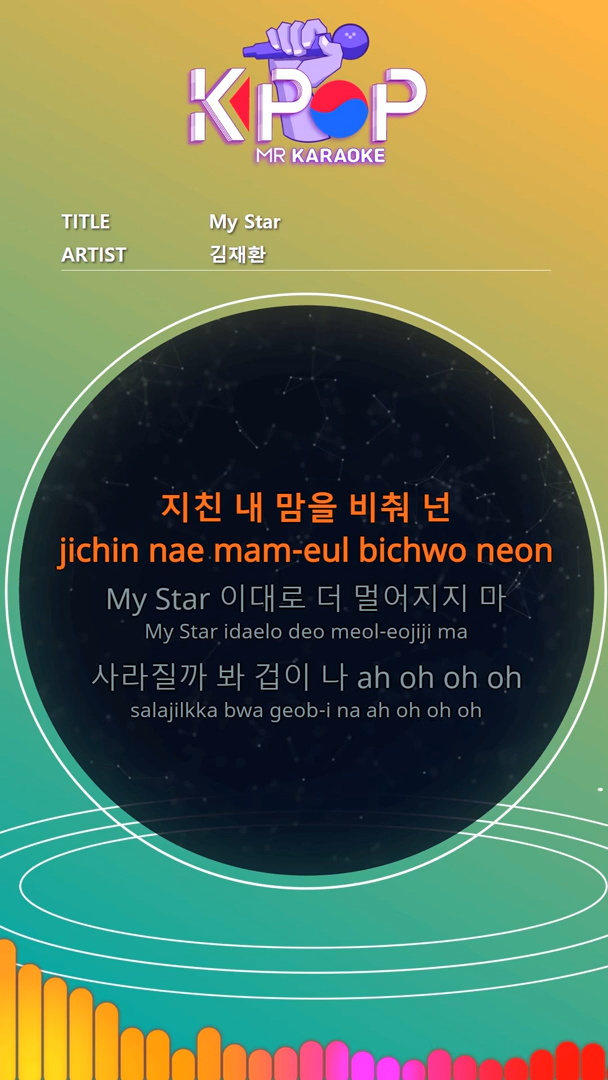 KPOP
MR KARAOKE
TITLE My Star
ARTIST 김재환
지친 내 맘을 비춰 넌
jichin nae mam-eul bichwo neon
My Star 이대로 더 멀어지지 마
My Star idaelo deo meol-eojiji ma
사라질까 봐 겁이 나 ah oh oh oh
salajilkka bwa geob-i na ah oh oh oh